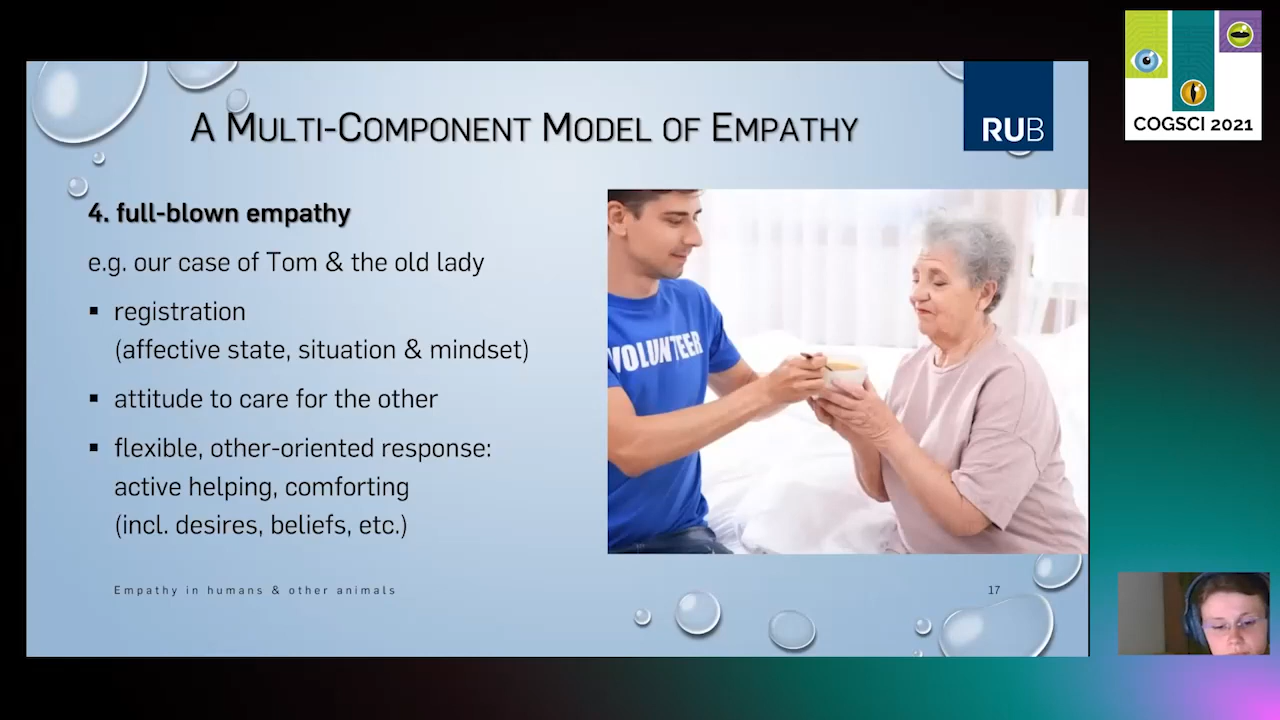 A MULTI-COMPONENT MODEL OF EMPATHY
RUB
COGSCI 2021
4. full-blown empathy
e.g. our case of Tom & the old lady
▪ registration
(affective state, situation & mindset)
▪ attitude to care for the other
▪ flexible, other-oriented response:
active helping, comforting
(incl. desires, beliefs, etc.)
VOLUNTEER
Empathy in humans & other animals
17